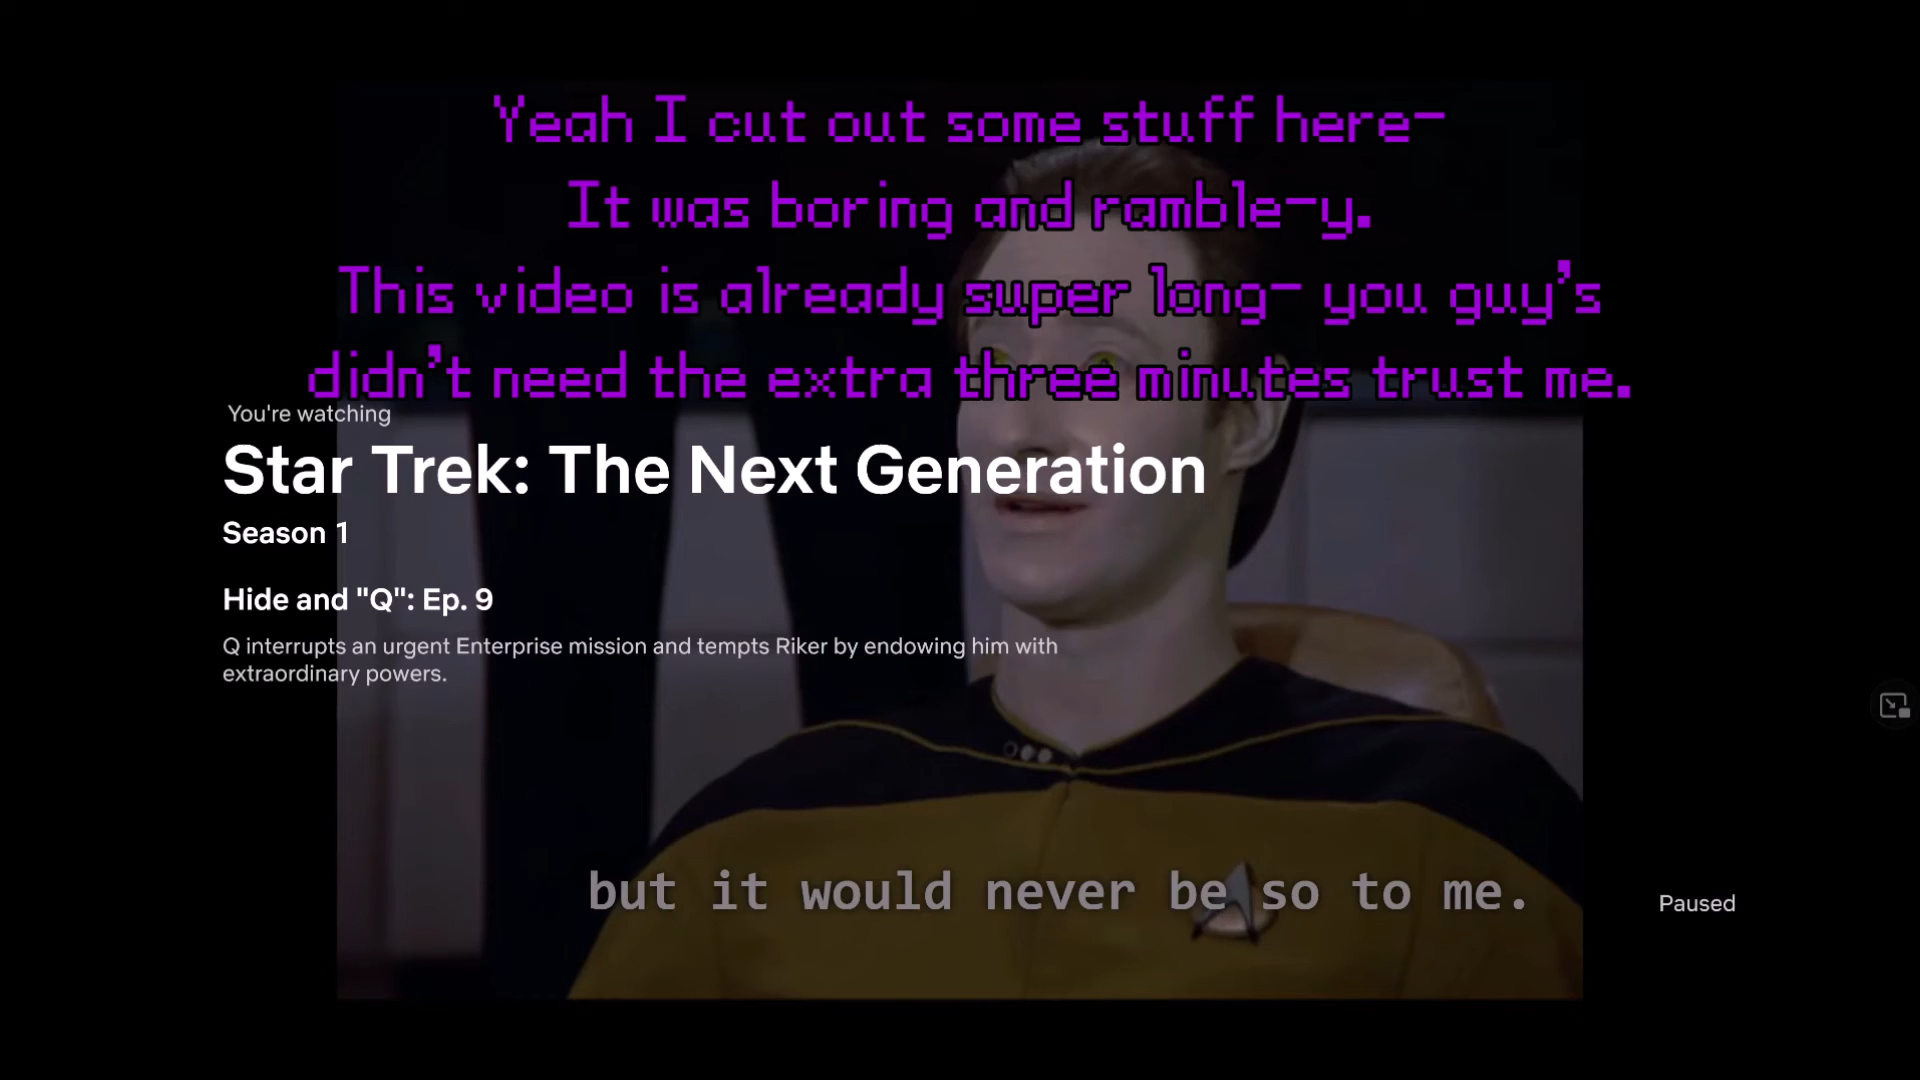 Yeah I cut out some stuff here-
It was boring and ramble-y.
This video is already super long- you guy's
didn't need the extra three minutes trust me.
You're watching
Star Trek: The Next Generation
Season 1
Hide and "Q": Ep. 9
Q interrupts an urgent Enterprise mission and tempts Riker by endowing him with
extraordinary powers.
but it would never be so to me.
Paused